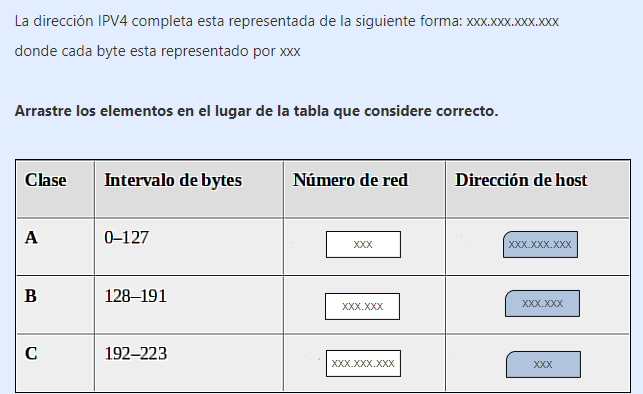 La dirección IPV4 completa esta representada de la siguiente forma: xxx.xxx.xxx.xxx
donde cada byte esta representado por xxx
Arrastre los elementos en el lugar de la tabla que considere correcto.
Clase Intervalo de bytes Número de red Dirección de host
A 0–127 xxx xxx.xxx.xxx
B 128–191 xxx.xxx xxx.xxx
C 192–223 xxx.xxx.xxx xxx